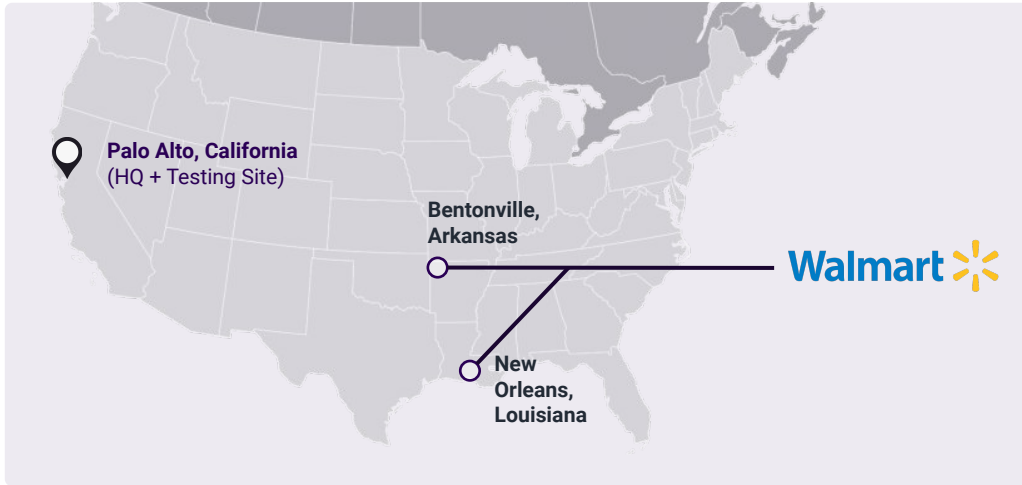 Palo Alto, California
(HQ + Testing Site)
Bentonville,
Arkansas
Walmart
New
Orleans,
Louisiana